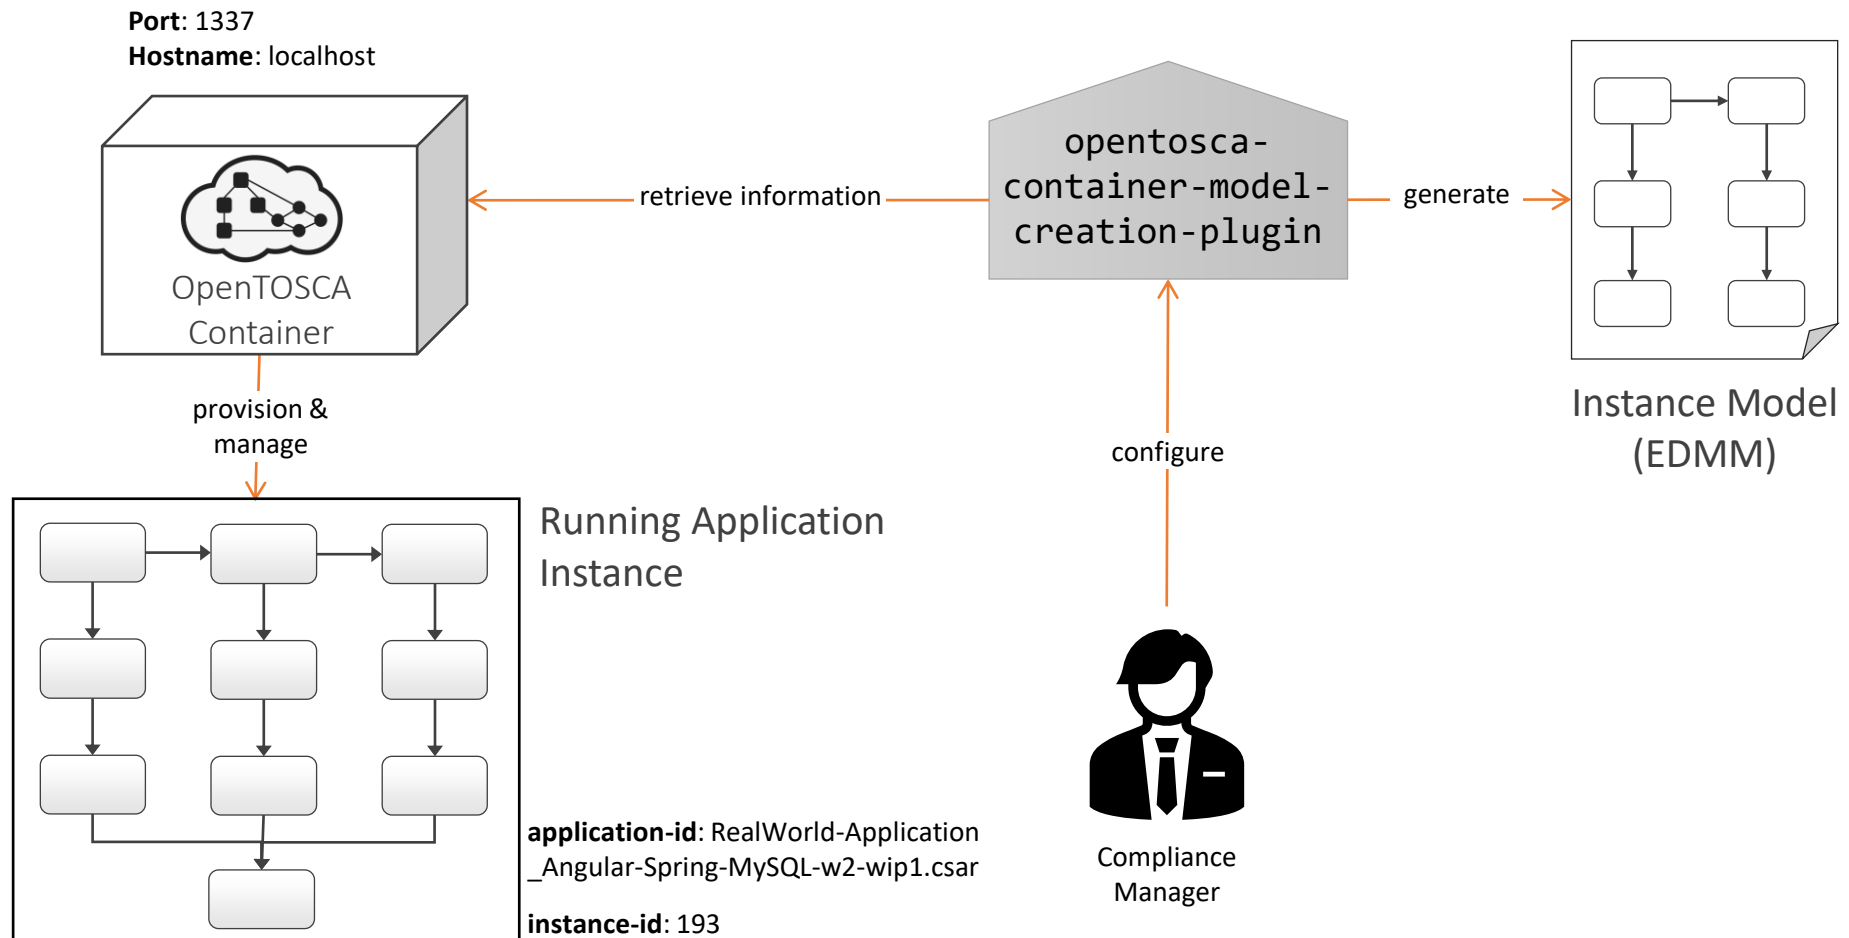 Port: 1337
Hostname: localhost
opentosca-
container-model-
creation-plugin
retrieve information
generate
OpenTOSCA
Container
provision &
manage
Instance Model
(EDMM)
configure
Running Application
Instance
application-id: RealWorld-Application
_Angular-Spring-MySQL-w2-wip1.csar
instance-id: 193
Compliance
Manager